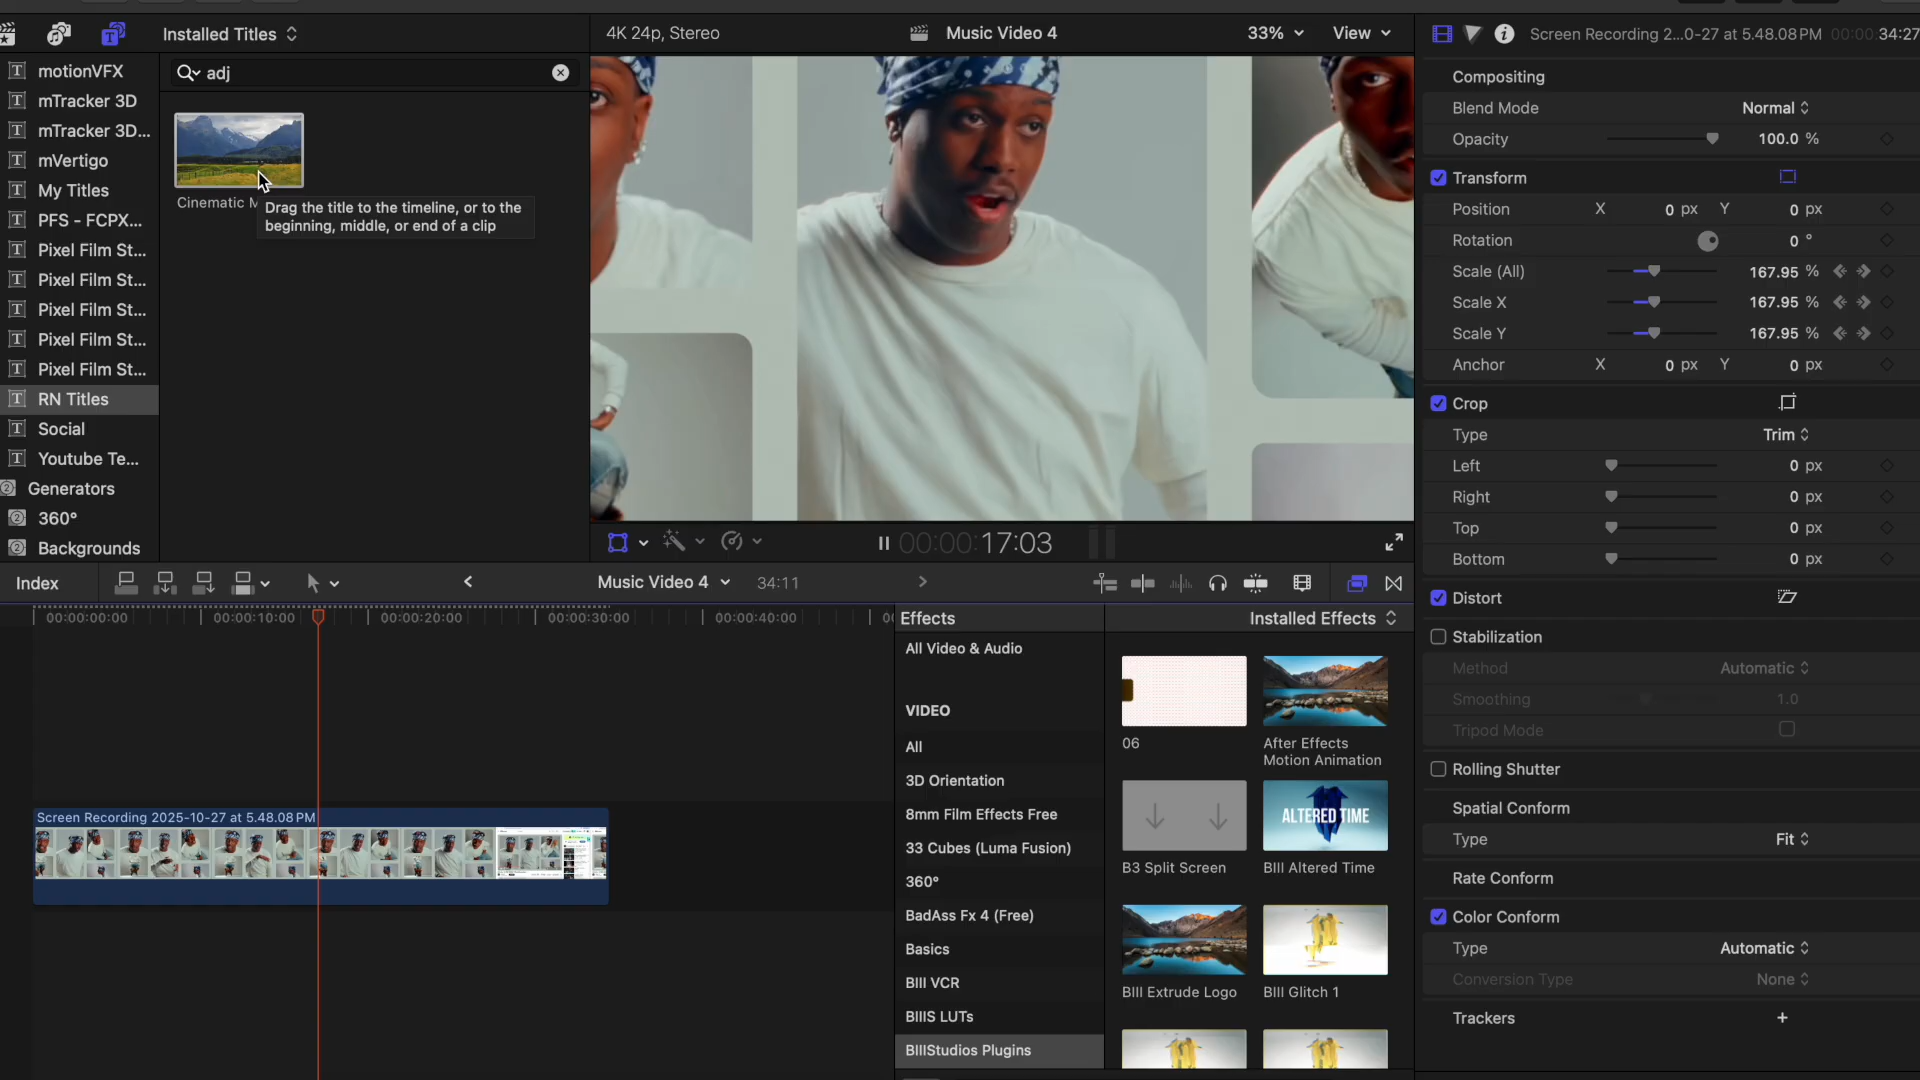 Installed Titles
4K 24p, Stereo
Music Video 4
33%
View
Screen Recording 2...0-27 at 5.48.08 PM
00:00:34:27
motionVFX
mTracker 3D
mTracker 3D...
mVertigo
My Titles
PFS - FCPX...
Pixel Film St...
Pixel Film St...
Pixel Film St...
Pixel Film St...
Pixel Film St...
RN Titles
Social
Youtube Te...
Generators
360°
Backgrounds
adj
Cinematic M
Drag the title to the timeline, or to the
beginning, middle, or end of a clip
00:00:00:17:03
Compositing
Blend Mode Normal
Opacity 100.0 %
Transform
Position X 0 px Y 0 px
Rotation 0 °
Scale (All) 167.95 %
Scale X 167.95 %
Scale Y 167.95 %
Anchor X 0 px Y 0 px
Crop
Type Trim
Left 0 px
Right 0 px
Top 0 px
Bottom 0 px
Distort
Stabilization
Method Automatic
Smoothing 1.0
Tripod Mode
Rolling Shutter
Spatial Conform
Type Fit
Rate Conform
Color Conform
Type Automatic
Conversion Type None
Trackers +
Index
Music Video 4
34:11
00:00:00:00
00:00:10:00
00:00:20:00
00:00:30:00
00:00:40:00
Screen Recording 2025-10-27 at 5.48.08 PM
Effects
Installed Effects
All Video & Audio
VIDEO
All
3D Orientation
8mm Film Effects Free
33 Cubes (Luma Fusion)
360°
BadAss Fx 4 (Free)
Basics
BIII VCR
BIIIS LUTs
BIIIStudios Plugins
06
After Effects
Motion Animation
B3 Split Screen
ALTERED TIME
BIII Altered Time
BIII Extrude Logo
BIII Glitch 1